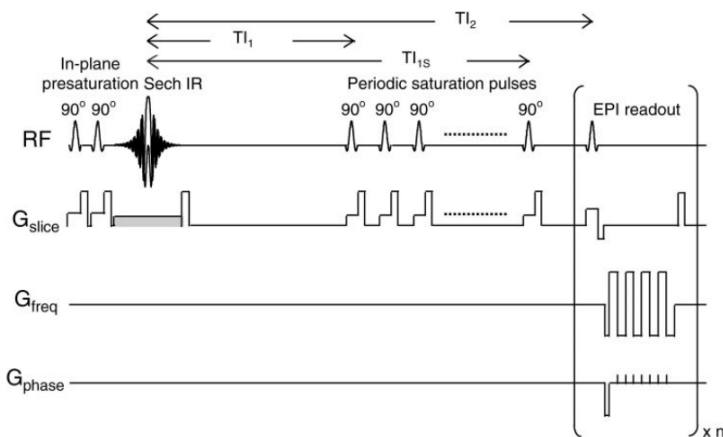 TI2
TI1
TI1S
In-plane
presaturation Sech IR
Periodic saturation pulses
90° 90°
90° 90° 90°
90°
EPI readout
RF
Gslice
Gfreq
Gphase
x n